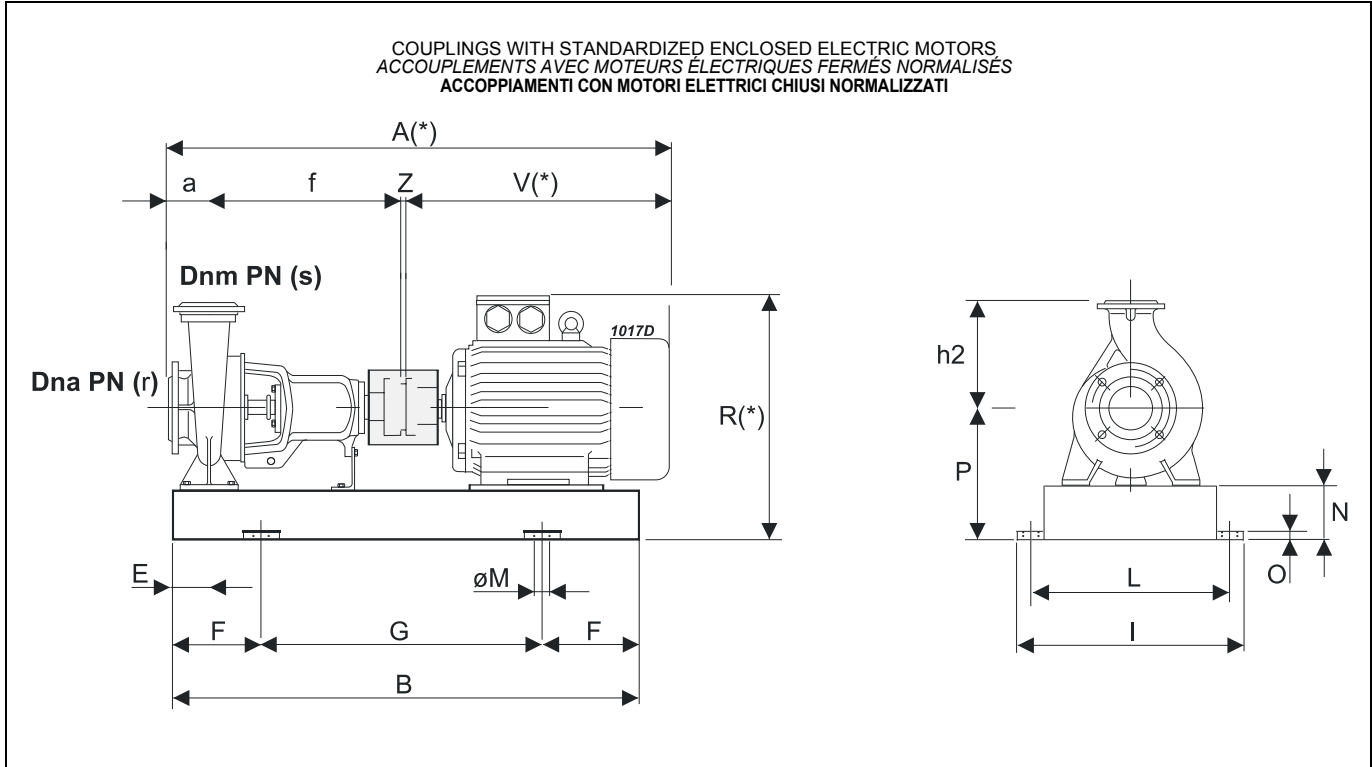 COUPLINGS WITH STANDARDIZED ENCLOSED ELECTRIC MOTORS
ACCOUPLEMENTS AVEC MOTEURS ÉLECTRIQUES FERMÉS NORMALISÉS
ACCOPPIAMENTI CON MOTORI ELETTRICI CHIUSI NORMALIZZATI
A(*)
a f Z V(*)
Dnm PN (s)
1017D
Dna PN (r)
R(*)
E
øM
F G F
B
h2
P
N
O
L
I